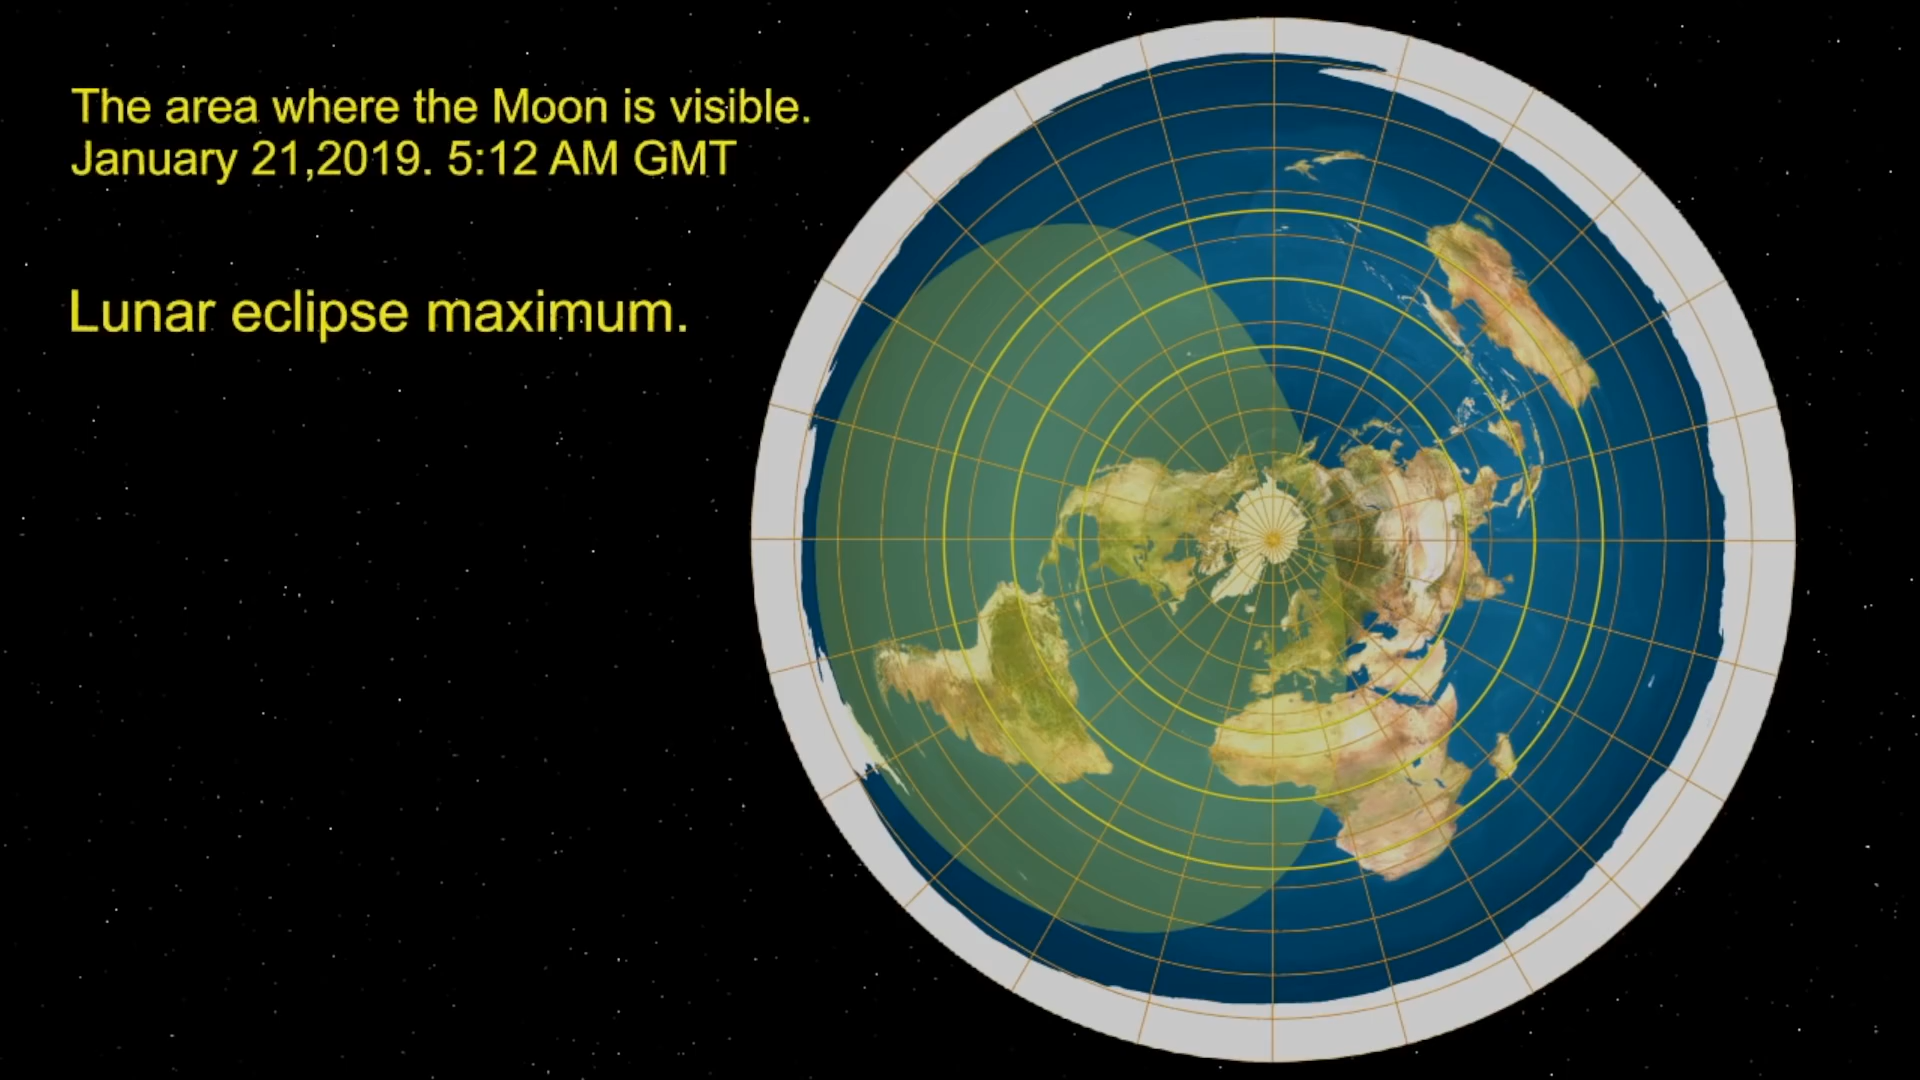 The area where the Moon is visible.
January 21,2019. 5:12 AM GMT
Lunar eclipse maximum.